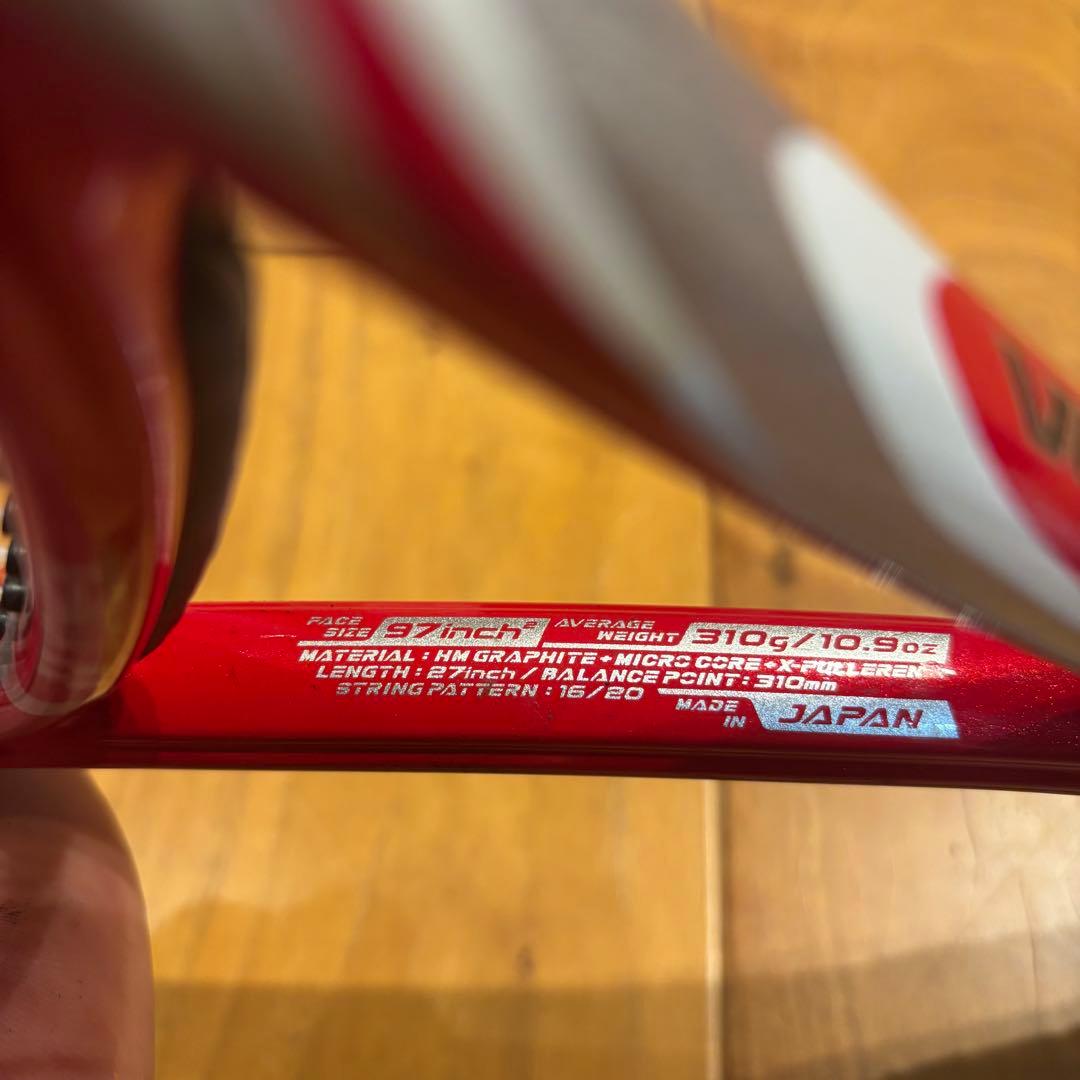 FACE SIZE 97inch² AVERAGE WEIGHT 310g/10.9oz
MATERIAL : HM GRAPHITE + MICRO CORE + X-FULLEREN
LENGTH : 27inch / BALANCE POINT : 310mm
STRING PATTERN : 16/20
MADE IN JAPAN